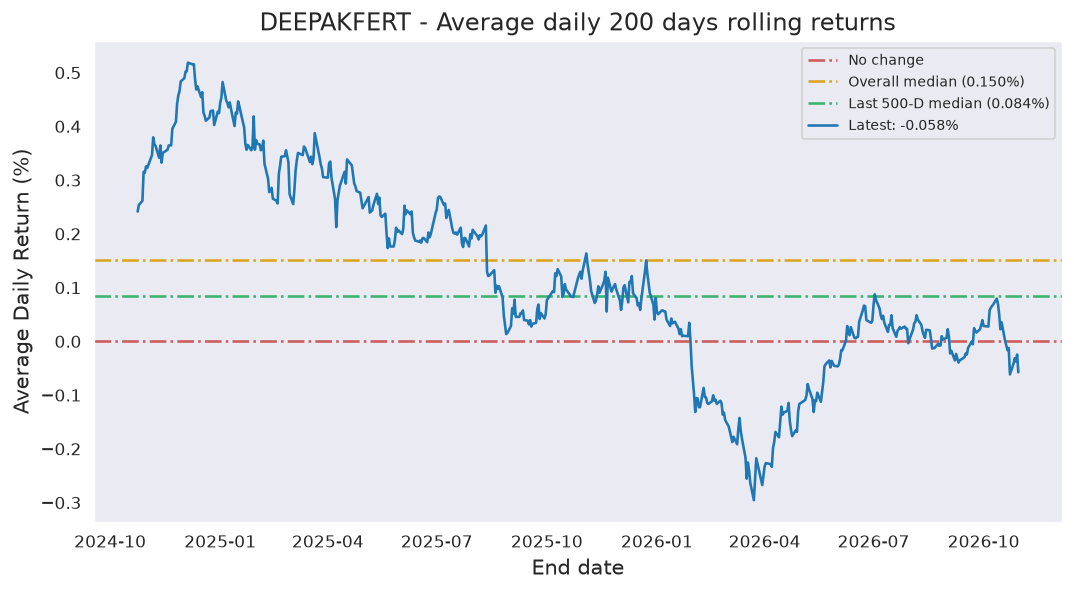 DEEPAKFERT - Average daily 200 days rolling returns
No change
Overall median (0.150%)
Last 500-D median (0.084%)
Latest: -0.058%
Average Daily Return (%)
0.5
0.4
0.3
0.2
0.1
0.0
−0.1
−0.2
−0.3
2024-10 2025-01 2025-04 2025-07 2025-10 2026-01 2026-04 2026-07 2026-10
End date